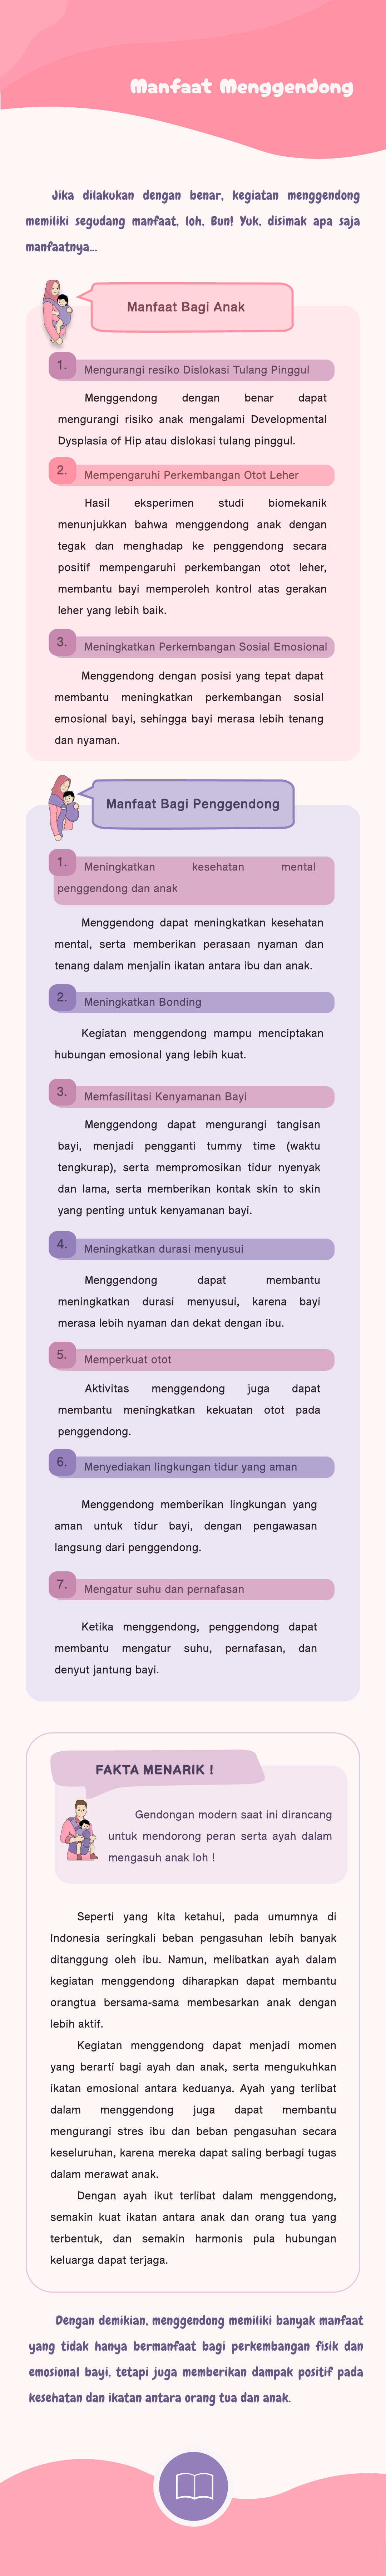 Manfaat Menggendong
Jika dilakukan dengan benar, kegiatan menggendong
memiliki segudang manfaat, loh, Bun! Yuk, disimak apa saja
manfaatnya...
Manfaat Bagi Anak
1. Mengurangi resiko Dislokasi Tulang Pinggul
Menggendong dengan benar dapat
mengurangi risiko anak mengalami Developmental
Dysplasia of Hip atau dislokasi tulang pinggul.
2. Mempengaruhi Perkembangan Otot Leher
Hasil eksperimen studi biomekanik
menunjukkan bahwa menggendong anak dengan
tegak dan menghadap ke penggendong secara
positif mempengaruhi perkembangan otot leher,
membantu bayi memperoleh kontrol atas gerakan
leher yang lebih baik.
3. Meningkatkan Perkembangan Sosial Emosional
Menggendong dengan posisi yang tepat dapat
membantu meningkatkan perkembangan sosial
emosional bayi, sehingga bayi merasa lebih tenang
dan nyaman.
Manfaat Bagi Penggendong
1. Meningkatkan kesehatan mental
penggendong dan anak
Menggendong dapat meningkatkan kesehatan
mental, serta memberikan perasaan nyaman dan
tenang dalam menjalin ikatan antara ibu dan anak.
2. Meningkatkan Bonding
Kegiatan menggendong mampu menciptakan
hubungan emosional yang lebih kuat.
3. Memfasilitasi Kenyamanan Bayi
Menggendong dapat mengurangi tangisan
bayi, menjadi pengganti tummy time (waktu
tengkurap), serta mempromosikan tidur nyenyak
dan lama, serta memberikan kontak skin to skin
yang penting untuk kenyamanan bayi.
4. Meningkatkan durasi menyusui
Menggendong dapat membantu
meningkatkan durasi menyusui, karena bayi
merasa lebih nyaman dan dekat dengan ibu.
5. Memperkuat otot
Aktivitas menggendong juga dapat
membantu meningkatkan kekuatan otot pada
penggendong.
6. Menyediakan lingkungan tidur yang aman
Menggendong memberikan lingkungan yang
aman untuk tidur bayi, dengan pengawasan
langsung dari penggendong.
7. Mengatur suhu dan pernafasan
Ketika menggendong, penggendong dapat
membantu mengatur suhu, pernafasan, dan
denyut jantung bayi.
FAKTA MENARIK !
Gendongan modern saat ini dirancang
untuk mendorong peran serta ayah dalam
mengasuh anak loh !
Seperti yang kita ketahui, pada umumnya di
Indonesia seringkali beban pengasuhan lebih banyak
ditanggung oleh ibu. Namun, melibatkan ayah dalam
kegiatan menggendong diharapkan dapat membantu
orangtua bersama-sama membesarkan anak dengan
lebih aktif.
Kegiatan menggendong dapat menjadi momen
yang berarti bagi ayah dan anak, serta mengukuhkan
ikatan emosional antara keduanya. Ayah yang terlibat
dalam menggendong juga dapat membantu
mengurangi stres ibu dan beban pengasuhan secara
keseluruhan, karena mereka dapat saling berbagi tugas
dalam merawat anak.
Dengan ayah ikut terlibat dalam menggendong,
semakin kuat ikatan antara anak dan orang tua yang
terbentuk, dan semakin harmonis pula hubungan
keluarga dapat terjaga.
Dengan demikian, menggendong memiliki banyak manfaat
yang tidak hanya bermanfaat bagi perkembangan fisik dan
emosional bayi, tetapi juga memberikan dampak positif pada
kesehatan dan ikatan antara orang tua dan anak.